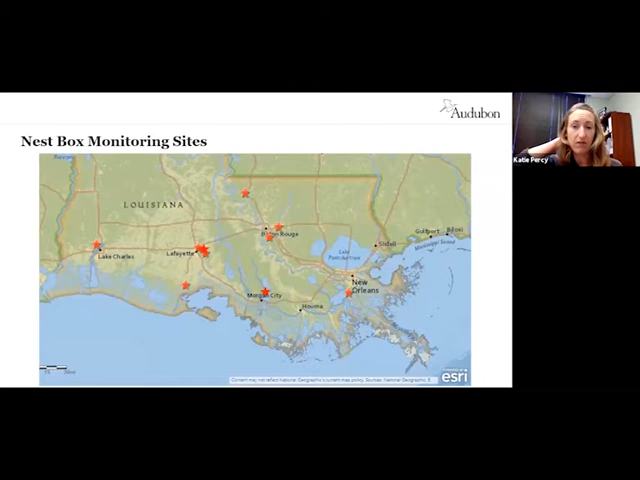 Audubon
Katie Percy
Nest Box Monitoring Sites
LOUISIANA
Baton Rouge
Gulfport
Biloxi
Mississippi Sound
Slidell
Lake Charles
Lafayette
Lake
Pontchartrain
New
Orleans
Morgan City
Houma
esri